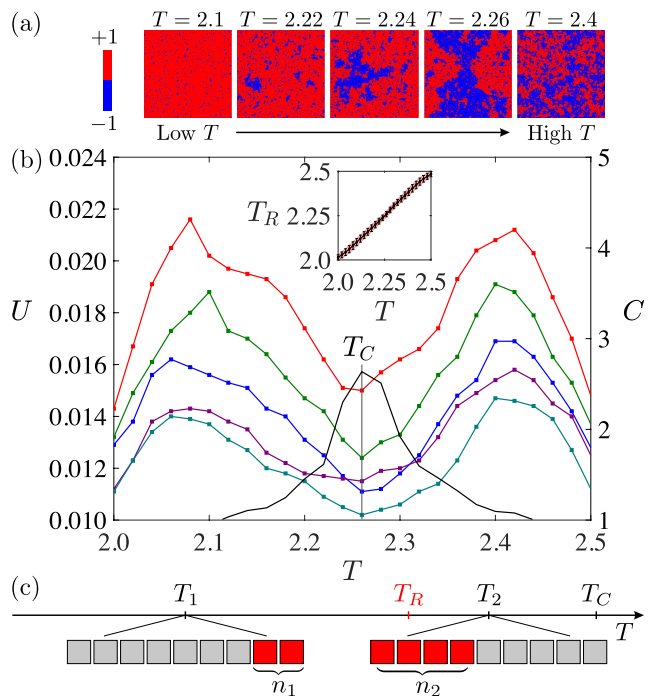 (a)
T = 2.1 T = 2.22 T = 2.24 T = 2.26 T = 2.4
+1
−1
Low T High T
(b)
0.024 5
0.022 4
0.020
0.018 3
0.016
0.014 2
0.012
0.010 1
U
C
2.5
T_R 2.25
2.0
2.0 2.25 2.5
T
T_C
2.0 2.1 2.2 2.3 2.4 2.5
T
(c)
T_1 T_R T_2 T_C
T
n_1 n_2